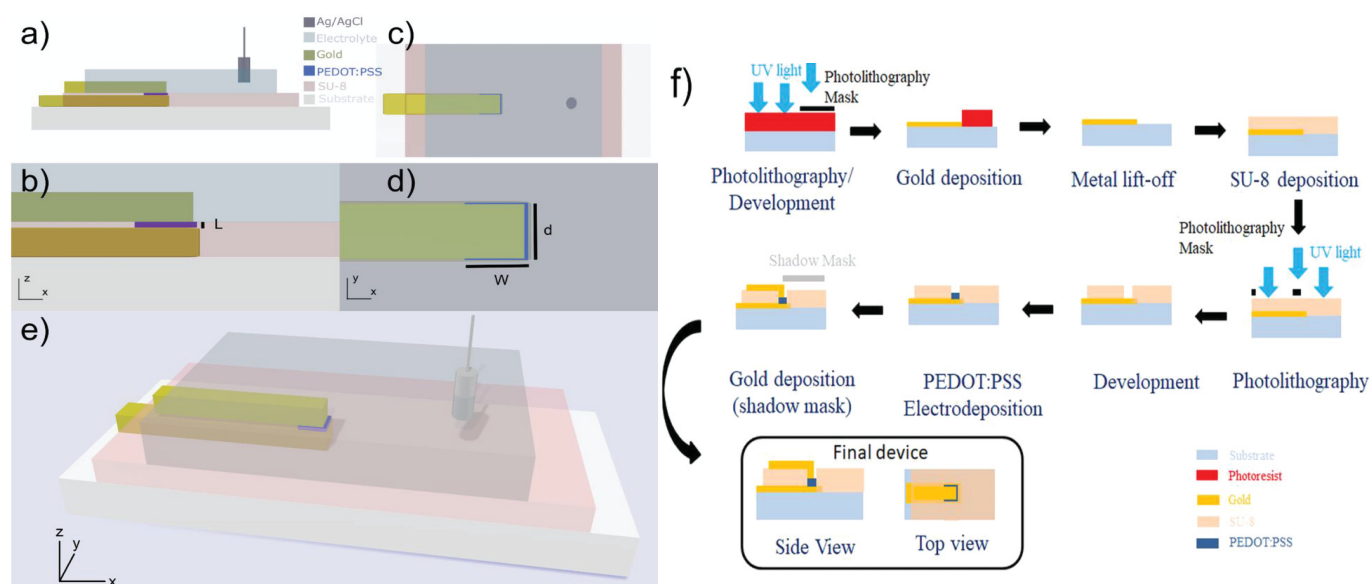 a)
Ag/AgCl
Electrolyte
Gold
PEDOT:PSS
SU-8
Substrate
c)
b)
L
z
x
d)
d
W
y
x
e)
z
y
x
f)
UV light
Photolithography
Mask
Photolithography/
Development
Gold deposition
Metal lift-off
SU-8 deposition
Photolithography
Mask
UV light
Shadow Mask
Gold deposition
(shadow mask)
PEDOT:PSS
Electrodeposition
Development
Photolithography
Final device
Side View
Top view
Substrate
Photoresist
Gold
SU-8
PEDOT:PSS